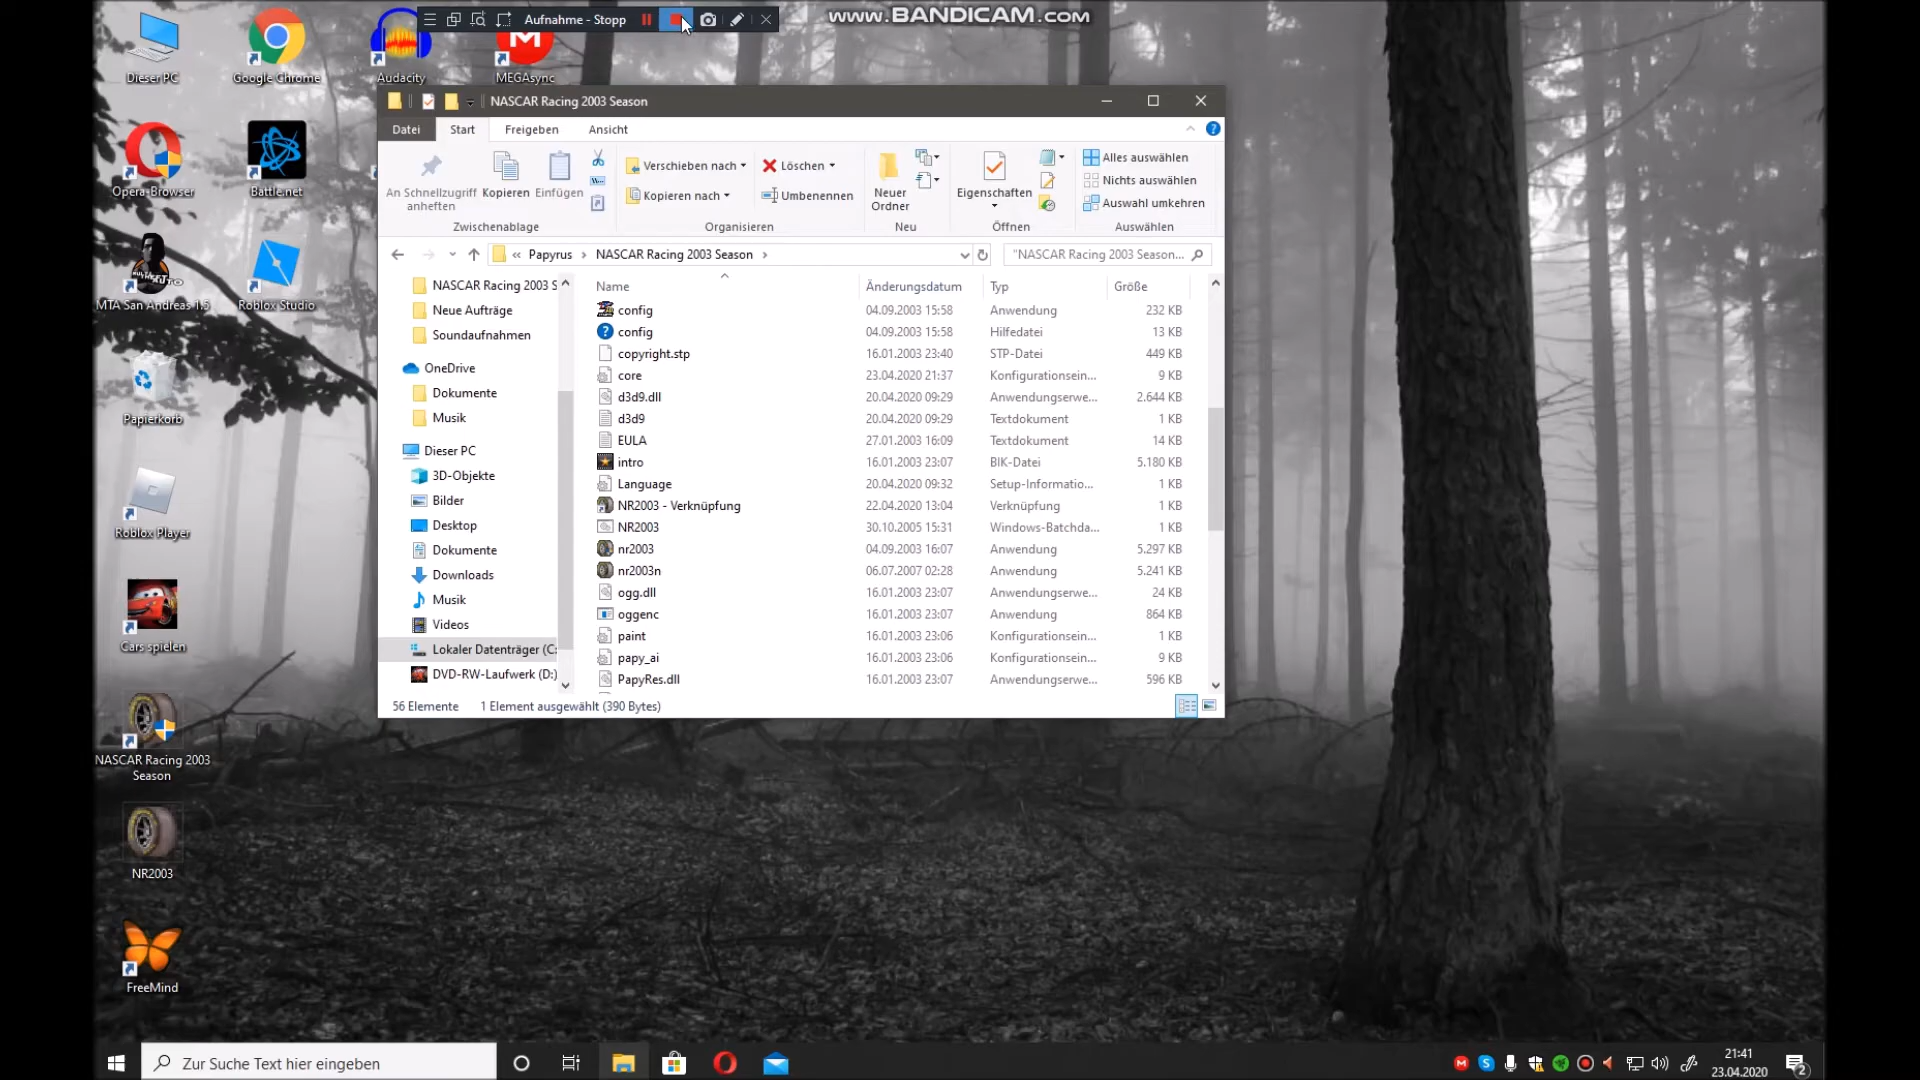 Aufnahme - Stopp
www.BANDICAM.com
Dieser PC
Google Chrome
Audacity
MEGAsync
Opera-Browser
Battle.net
MTA San Andreas 1.5
Roblox Studio
Papierkorb
Roblox Player
Cars spielen
NASCAR Racing 2003
Season
NR2003
FreeMind
NASCAR Racing 2003 Season
Datei Start Freigeben Ansicht
An Schnellzugriff
anheften
Kopieren
Einfügen
Zwischenablage
Verschieben nach
Kopieren nach
Löschen
Umbenennen
Organisieren
Neuer
Ordner
Neu
Eigenschaften
Öffnen
Alles auswählen
Nichts auswählen
Auswahl umkehren
Auswählen
« Papyrus › NASCAR Racing 2003 Season ›
"NASCAR Racing 2003 Season...
NASCAR Racing 2003 S
Neue Aufträge
Soundaufnahmen
OneDrive
Dokumente
Musik
Dieser PC
3D-Objekte
Bilder
Desktop
Dokumente
Downloads
Musik
Videos
Lokaler Datenträger (C:
DVD-RW-Laufwerk (D:)
Name Änderungsdatum Typ Größe
config 04.09.2003 15:58 Anwendung 232 KB
config 04.09.2003 15:58 Hilfedatei 13 KB
copyright.stp 16.01.2003 23:40 STP-Datei 449 KB
core 23.04.2020 21:37 Konfigurationsein... 9 KB
d3d9.dll 20.04.2020 09:29 Anwendungserwe... 2.644 KB
d3d9 20.04.2020 09:29 Textdokument 1 KB
EULA 27.01.2003 16:09 Textdokument 14 KB
intro 16.01.2003 23:07 BIK-Datei 5.180 KB
Language 20.04.2020 09:32 Setup-Informatio... 1 KB
NR2003 - Verknüpfung 22.04.2020 13:04 Verknüpfung 1 KB
NR2003 30.10.2005 15:31 Windows-Batchda... 1 KB
nr2003 04.09.2003 16:07 Anwendung 5.297 KB
nr2003n 06.07.2007 02:28 Anwendung 5.241 KB
ogg.dll 16.01.2003 23:07 Anwendungserwe... 24 KB
oggenc 16.01.2003 23:07 Anwendung 864 KB
paint 16.01.2003 23:06 Konfigurationsein... 1 KB
papy_ai 16.01.2003 23:06 Konfigurationsein... 9 KB
PapyRes.dll 16.01.2003 23:07 Anwendungserwe... 596 KB
56 Elemente 1 Element ausgewählt (390 Bytes)
Zur Suche Text hier eingeben
21:41
23.04.2020
2